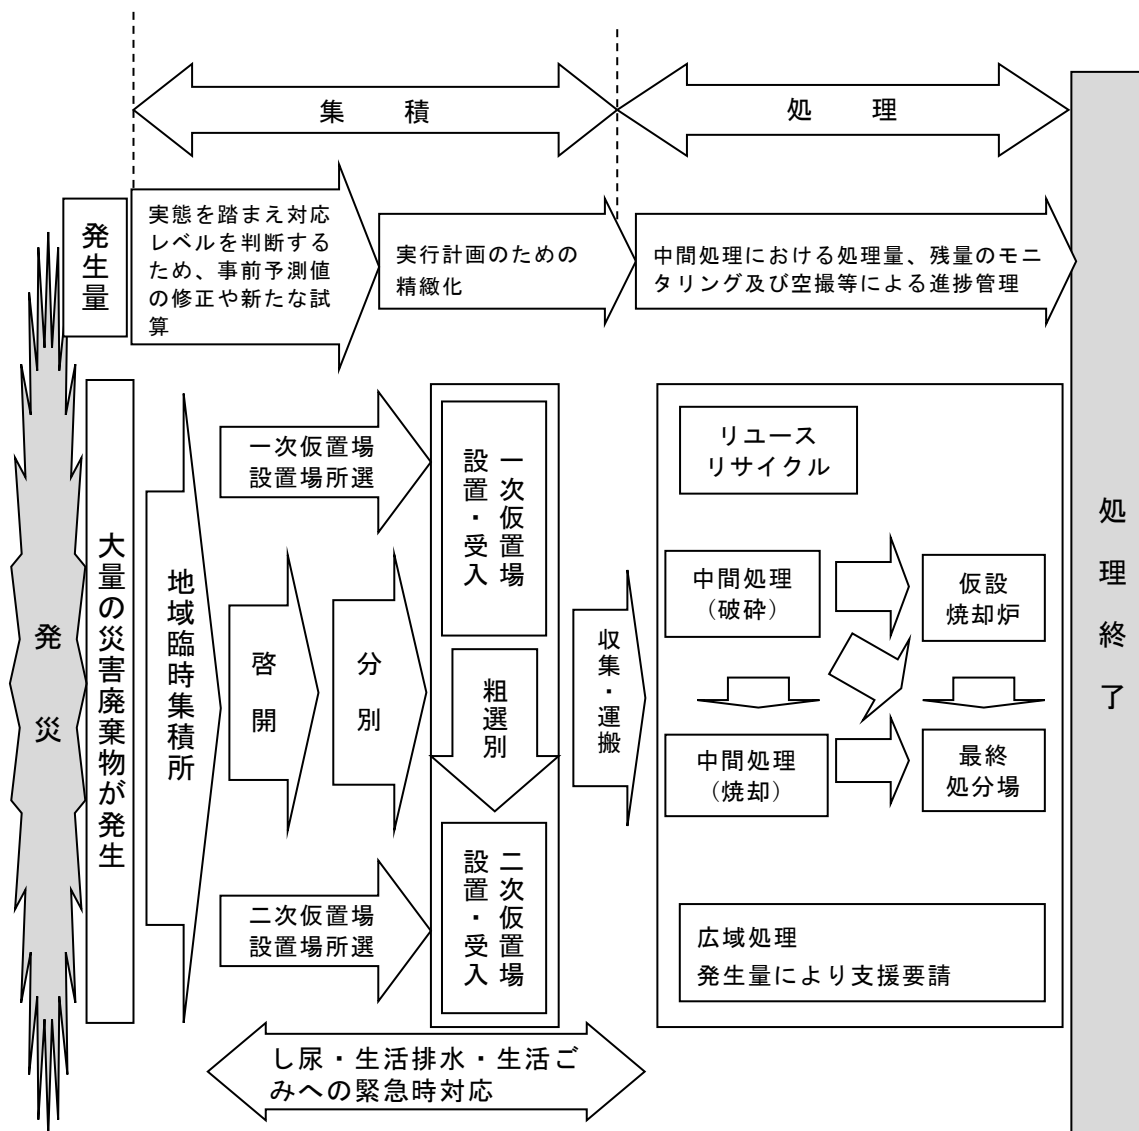 集　積
処　理
発生量
実態を踏まえ対応
レベルを判断する
ため、事前予測値
の修正や新たな試
算
実行計画のための
精緻化
中間処理における処理量、残量のモニ
タリング及び空撮等による進捗管理
発　災
大量の災害廃棄物が発生
地域臨時集積所
一次仮置場
設置場所選
啓　開
分　別
二次仮置場
設置場所選
一次仮置場
設置・受入
粗選別
二次仮置場
設置・受入
収集・運搬
リユース
リサイクル
中間処理
（破砕）
仮設
焼却炉
中間処理
（焼却）
最終
処分場
広域処理
発生量により支援要請
処　理　終　了
し尿・生活排水・生活ご
みへの緊急時対応